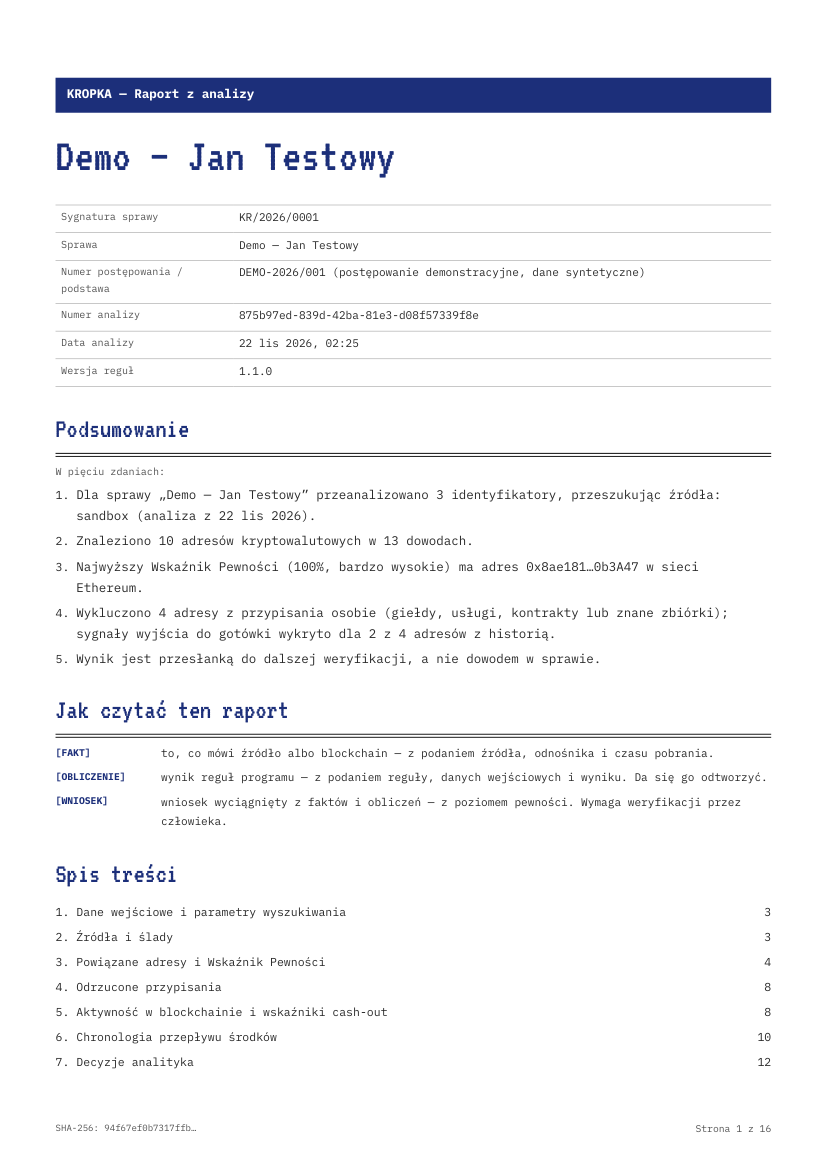 KROPKA — Raport z analizy
Demo — Jan Testowy
Sygnatura sprawy KR/2026/0001
Sprawa Demo — Jan Testowy
Numer postępowania / DEMO-2026/001 (postępowanie demonstracyjne, dane syntetyczne)
podstawa
Numer analizy 875b97ed-839d-42ba-81e3-d08f57339f8e
Data analizy 22 lis 2026, 02:25
Wersja reguł 1.1.0
Podsumowanie
W pięciu zdaniach:
1. Dla sprawy „Demo — Jan Testowy” przeanalizowano 3 identyfikatory, przeszukując źródła:
sandbox (analiza z 22 lis 2026).
2. Znaleziono 10 adresów kryptowalutowych w 13 dowodach.
3. Najwyższy Wskaźnik Pewności (100%, bardzo wysokie) ma adres 0x8ae181…0b3A47 w sieci
Ethereum.
4. Wykluczono 4 adresy z przypisania osobie (giełdy, usługi, kontrakty lub znane zbiórki);
sygnały wyjścia do gotówki wykryto dla 2 z 4 adresów z historią.
5. Wynik jest przesłanką do dalszej weryfikacji, a nie dowodem w sprawie.
Jak czytać ten raport
[FAKT] to, co mówi źródło albo blockchain — z podaniem źródła, odnośnika i czasu pobrania.
[OBLICZENIE] wynik reguł programu — z podaniem reguły, danych wejściowych i wyniku. Da się go odtworzyć.
[WNIOSEK] wniosek wyciągnięty z faktów i obliczeń — z poziomem pewności. Wymaga weryfikacji przez
człowieka.
Spis treści
1. Dane wejściowe i parametry wyszukiwania 3
2. Źródła i ślady 3
3. Powiązane adresy i Wskaźnik Pewności 4
4. Odrzucone przypisania 8
5. Aktywność w blockchainie i wskaźniki cash-out 8
6. Chronologia przepływu środków 10
7. Decyzje analityka 12
SHA-256: 94f67ef0b7317ffb… Strona 1 z 16